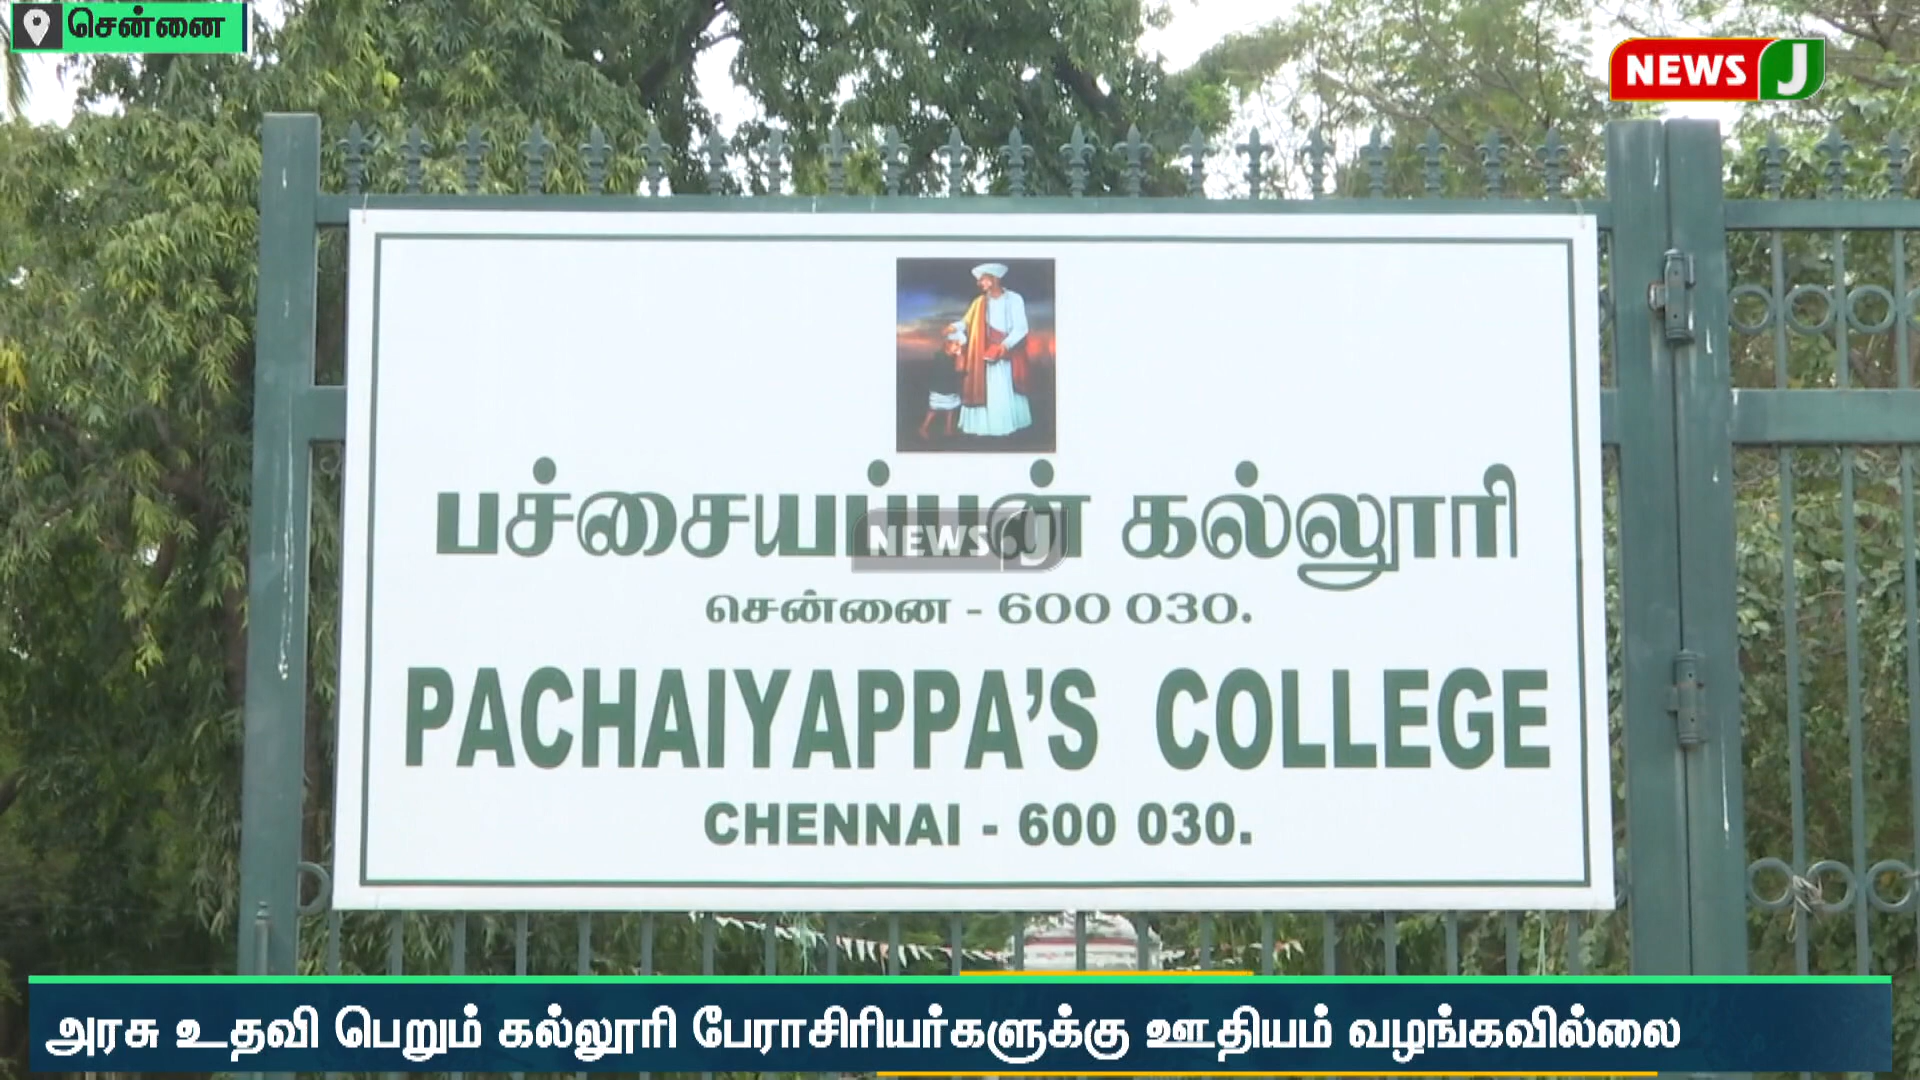 சென்னை
NEWS J
பச்சையப்பன் கல்லூரி
NEWS J
சென்னை - 600 030.
PACHAIYAPPA'S COLLEGE
CHENNAI - 600 030.
அரசு உதவி பெறும் கல்லூரி பேராசிரியர்களுக்கு ஊதியம் வழங்கவில்லை